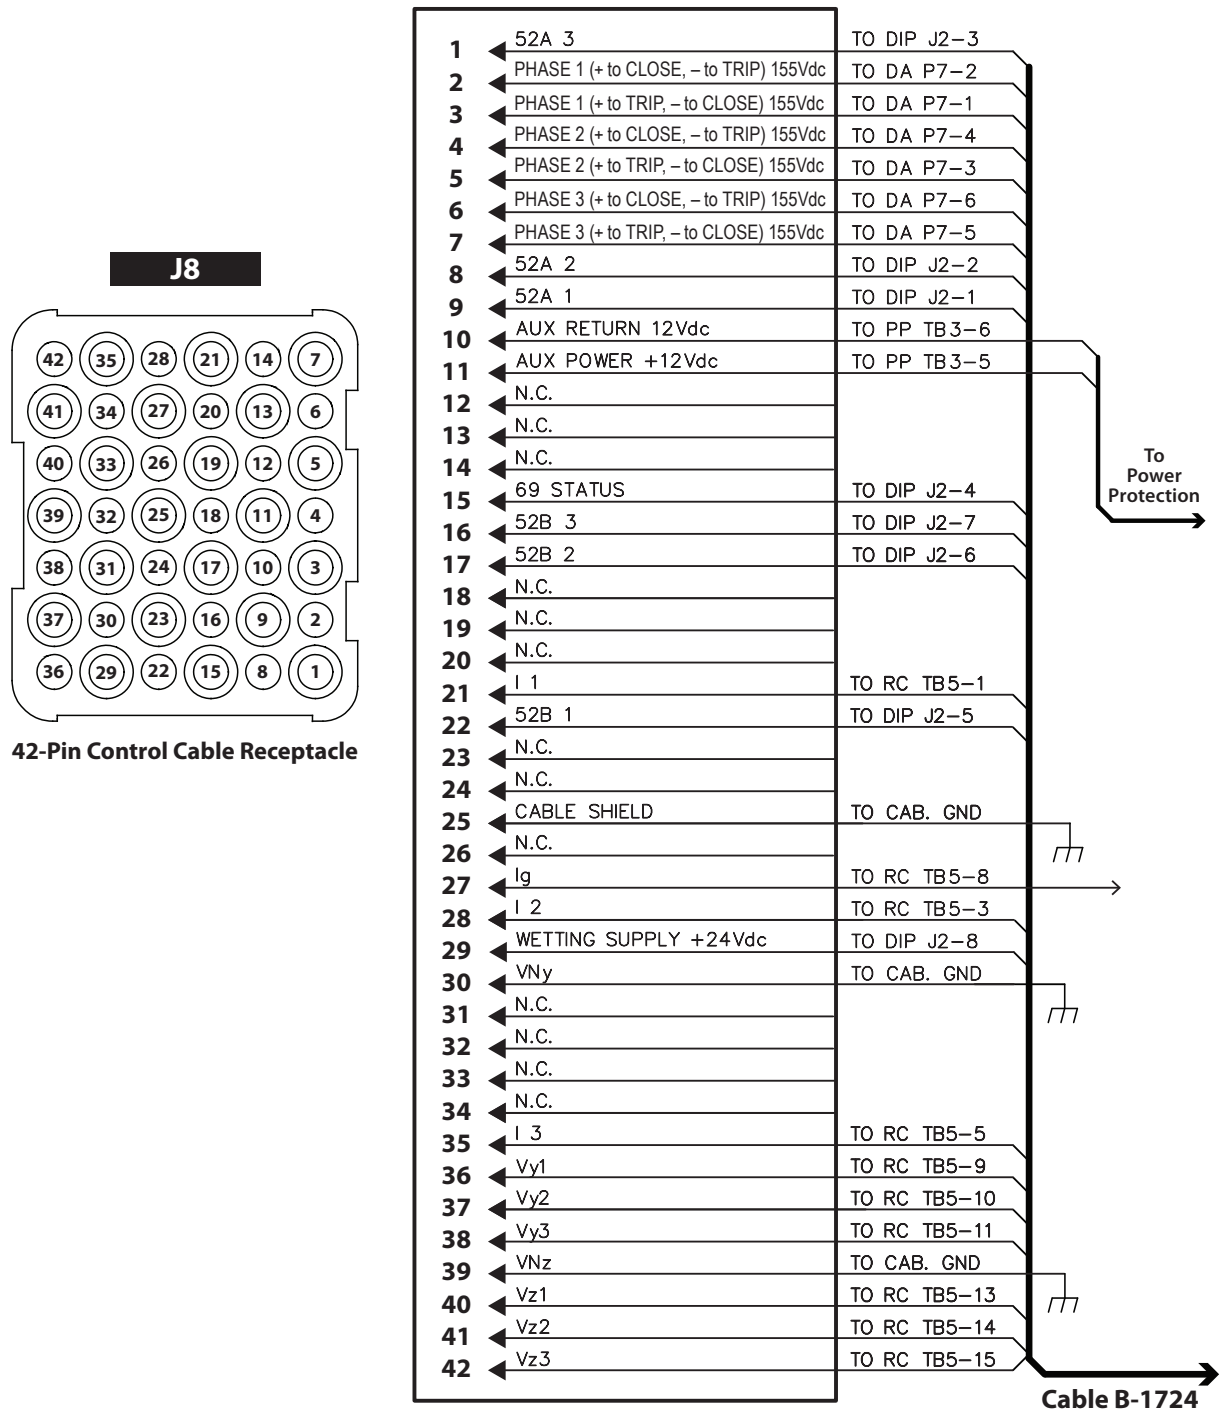 J8
42 35 28 21 14 7
41 34 27 20 13 6
40 33 26 19 12 5
39 32 25 18 11 4
38 31 24 17 10 3
37 30 23 16 9 2
36 29 22 15 8 1
42-Pin Control Cable Receptacle
1 52A 3 TO DIP J2-3
2 PHASE 1 (+ to CLOSE, – to TRIP) 155Vdc TO DA P7-2
3 PHASE 1 (+ to TRIP, – to CLOSE) 155Vdc TO DA P7-1
4 PHASE 2 (+ to CLOSE, – to TRIP) 155Vdc TO DA P7-4
5 PHASE 2 (+ to TRIP, – to CLOSE) 155Vdc TO DA P7-3
6 PHASE 3 (+ to CLOSE, – to TRIP) 155Vdc TO DA P7-6
7 PHASE 3 (+ to TRIP, – to CLOSE) 155Vdc TO DA P7-5
8 52A 2 TO DIP J2-2
9 52A 1 TO DIP J2-1
10 AUX RETURN 12Vdc TO PP TB3-6
11 AUX POWER +12Vdc TO PP TB3-5
12 N.C.
13 N.C.
14 N.C.
15 69 STATUS TO DIP J2-4
16 52B 3 TO DIP J2-7
17 52B 2 TO DIP J2-6
18 N.C.
19 N.C.
20 N.C.
21 I 1 TO RC TB5-1
22 52B 1 TO DIP J2-5
23 N.C.
24 N.C.
25 CABLE SHIELD TO CAB. GND
26 N.C.
27 Ig TO RC TB5-8
28 I 2 TO RC TB5-3
29 WETTING SUPPLY +24Vdc TO DIP J2-8
30 VNy TO CAB. GND
31 N.C.
32 N.C.
33 N.C.
34 N.C.
35 I 3 TO RC TB5-5
36 Vy1 TO RC TB5-9
37 Vy2 TO RC TB5-10
38 Vy3 TO RC TB5-11
39 VNz TO CAB. GND
40 Vz1 TO RC TB5-13
41 Vz2 TO RC TB5-14
42 Vz3 TO RC TB5-15
To
Power
Protection
Cable B-1724